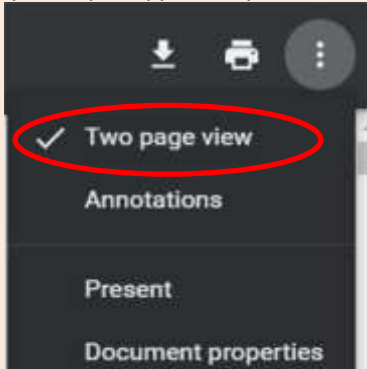 Two page view
Annotations
Present
Document properties